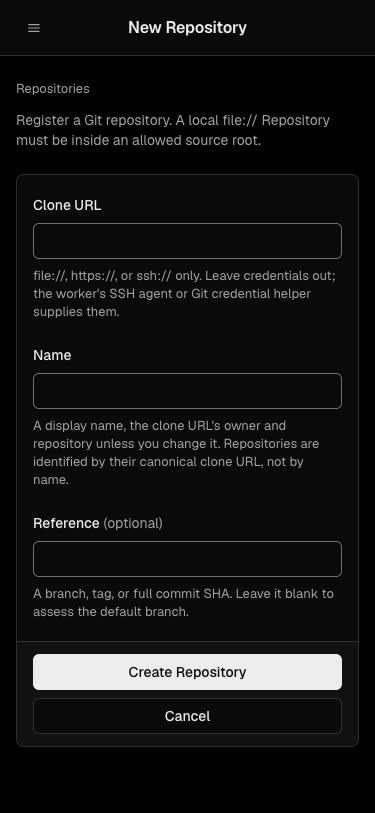 New Repository
Repositories
Register a Git repository. A local file:// Repository
must be inside an allowed source root.
Clone URL
file://, https://, or ssh:// only. Leave credentials out;
the worker's SSH agent or Git credential helper
supplies them.
Name
A display name, the clone URL's owner and
repository unless you change it. Repositories are
identified by their canonical clone URL, not by
name.
Reference (optional)
A branch, tag, or full commit SHA. Leave it blank to
assess the default branch.
Create Repository
Cancel